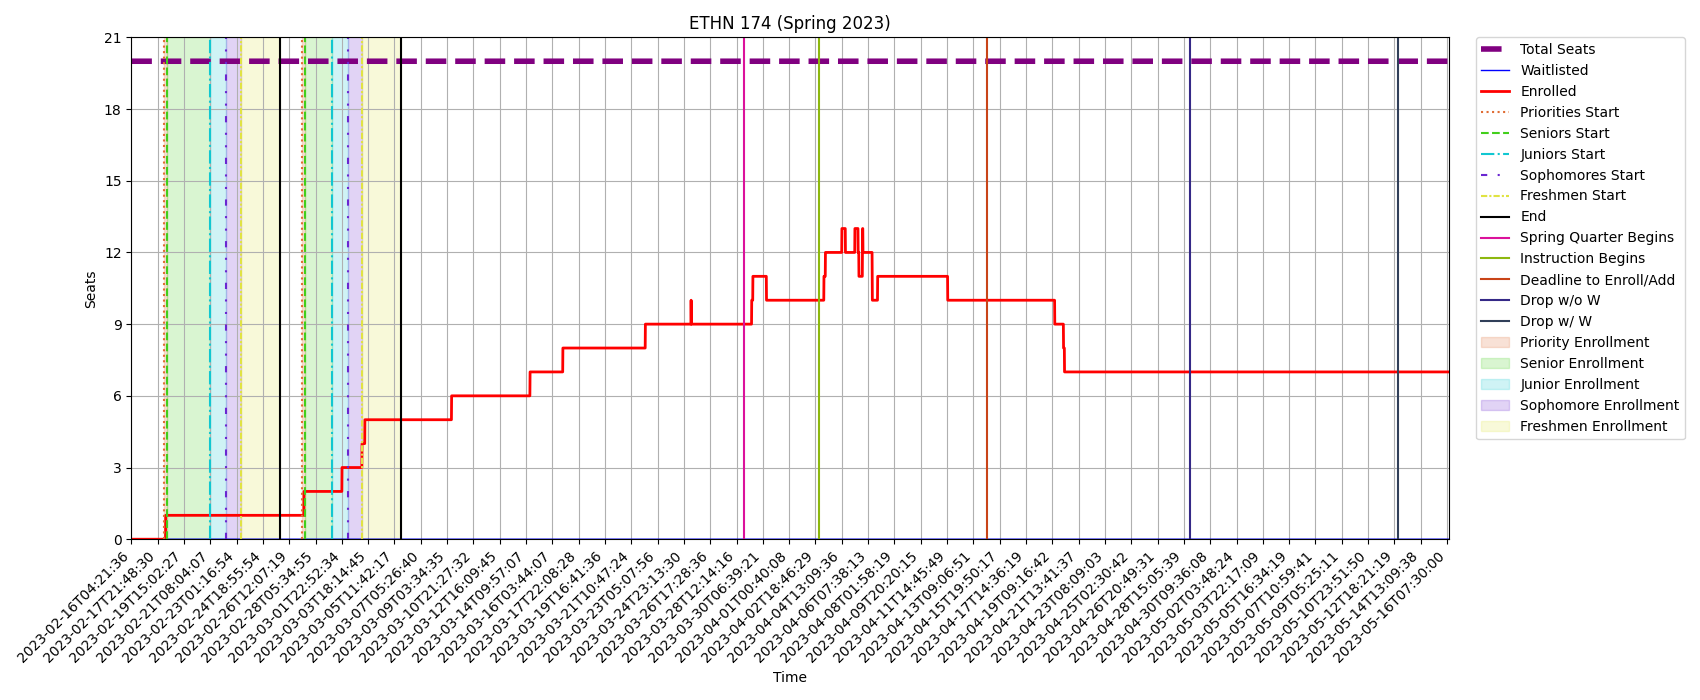 ETHN 174 (Spring 2023)
Seats
21
18
15
12
9
6
3
0
2023-02-16T04:21:36
2023-02-17T21:48:30
2023-02-19T15:02:27
2023-02-21T08:04:07
2023-02-23T01:16:54
2023-02-24T18:55:54
2023-02-26T12:07:19
2023-02-28T05:34:55
2023-03-01T22:52:34
2023-03-03T18:14:45
2023-03-05T11:42:17
2023-03-07T05:26:40
2023-03-09T03:34:35
2023-03-10T21:27:32
2023-03-12T16:09:45
2023-03-14T09:57:07
2023-03-16T03:44:07
2023-03-17T22:08:28
2023-03-19T16:41:36
2023-03-21T10:47:24
2023-03-23T05:07:56
2023-03-24T23:13:30
2023-03-26T17:28:36
2023-03-28T12:14:16
2023-03-30T06:39:21
2023-04-01T00:40:08
2023-04-02T18:46:29
2023-04-04T13:09:36
2023-04-06T07:38:13
2023-04-08T01:58:19
2023-04-09T20:20:15
2023-04-11T14:45:49
2023-04-13T09:06:51
2023-04-15T19:50:17
2023-04-17T14:36:19
2023-04-19T09:16:42
2023-04-21T13:41:37
2023-04-23T08:09:03
2023-04-25T02:30:42
2023-04-26T20:49:31
2023-04-28T15:05:39
2023-04-30T09:36:08
2023-05-02T03:48:24
2023-05-03T22:17:09
2023-05-05T16:34:19
2023-05-07T10:59:41
2023-05-09T05:25:11
2023-05-10T23:51:50
2023-05-12T18:21:19
2023-05-14T13:09:38
2023-05-16T07:30:00
Time
Total Seats
Waitlisted
Enrolled
Priorities Start
Seniors Start
Juniors Start
Sophomores Start
Freshmen Start
End
Spring Quarter Begins
Instruction Begins
Deadline to Enroll/Add
Drop w/o W
Drop w/ W
Priority Enrollment
Senior Enrollment
Junior Enrollment
Sophomore Enrollment
Freshmen Enrollment